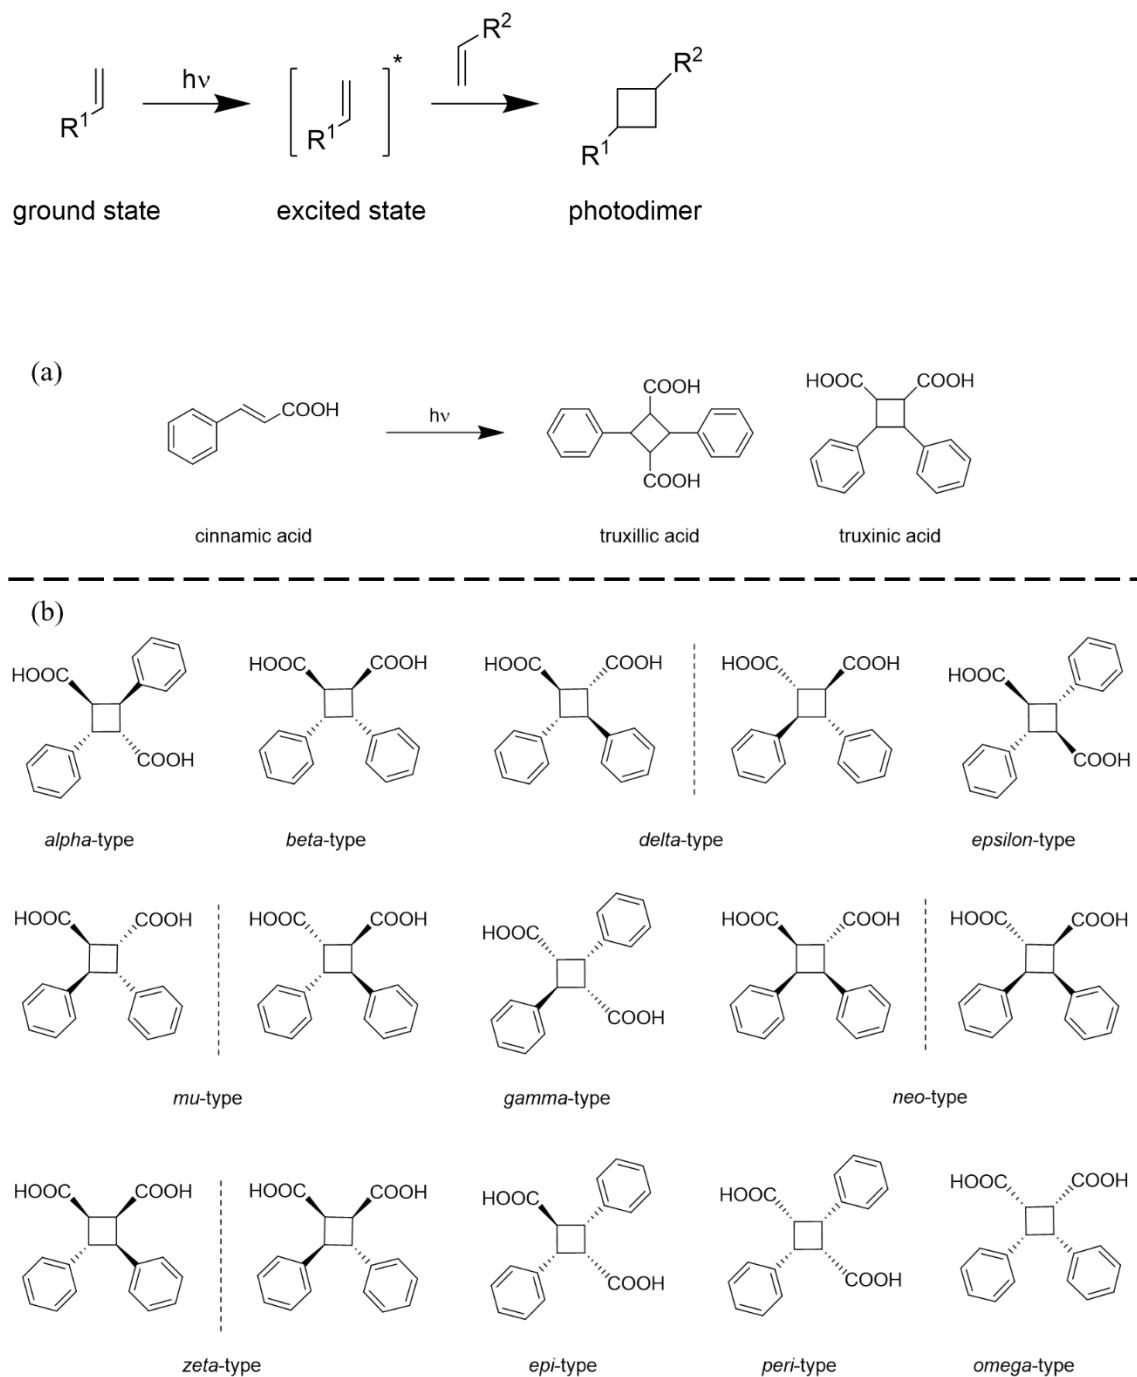 R²
hν
*
R¹
R¹
R²
R¹
ground state
excited state
photodimer
(a)
COOH
hν
COOH
COOH
HOOC
COOH
cinnamic acid
truxillic acid
truxinic acid
(b)
HOOC
COOH
alpha-type
HOOC
COOH
beta-type
HOOC
COOH
HOOC
COOH
delta-type
HOOC
COOH
epsilon-type
HOOC
COOH
HOOC
COOH
mu-type
HOOC
COOH
gamma-type
HOOC
COOH
HOOC
COOH
neo-type
HOOC
COOH
HOOC
COOH
zeta-type
HOOC
COOH
epi-type
HOOC
COOH
peri-type
HOOC
COOH
omega-type